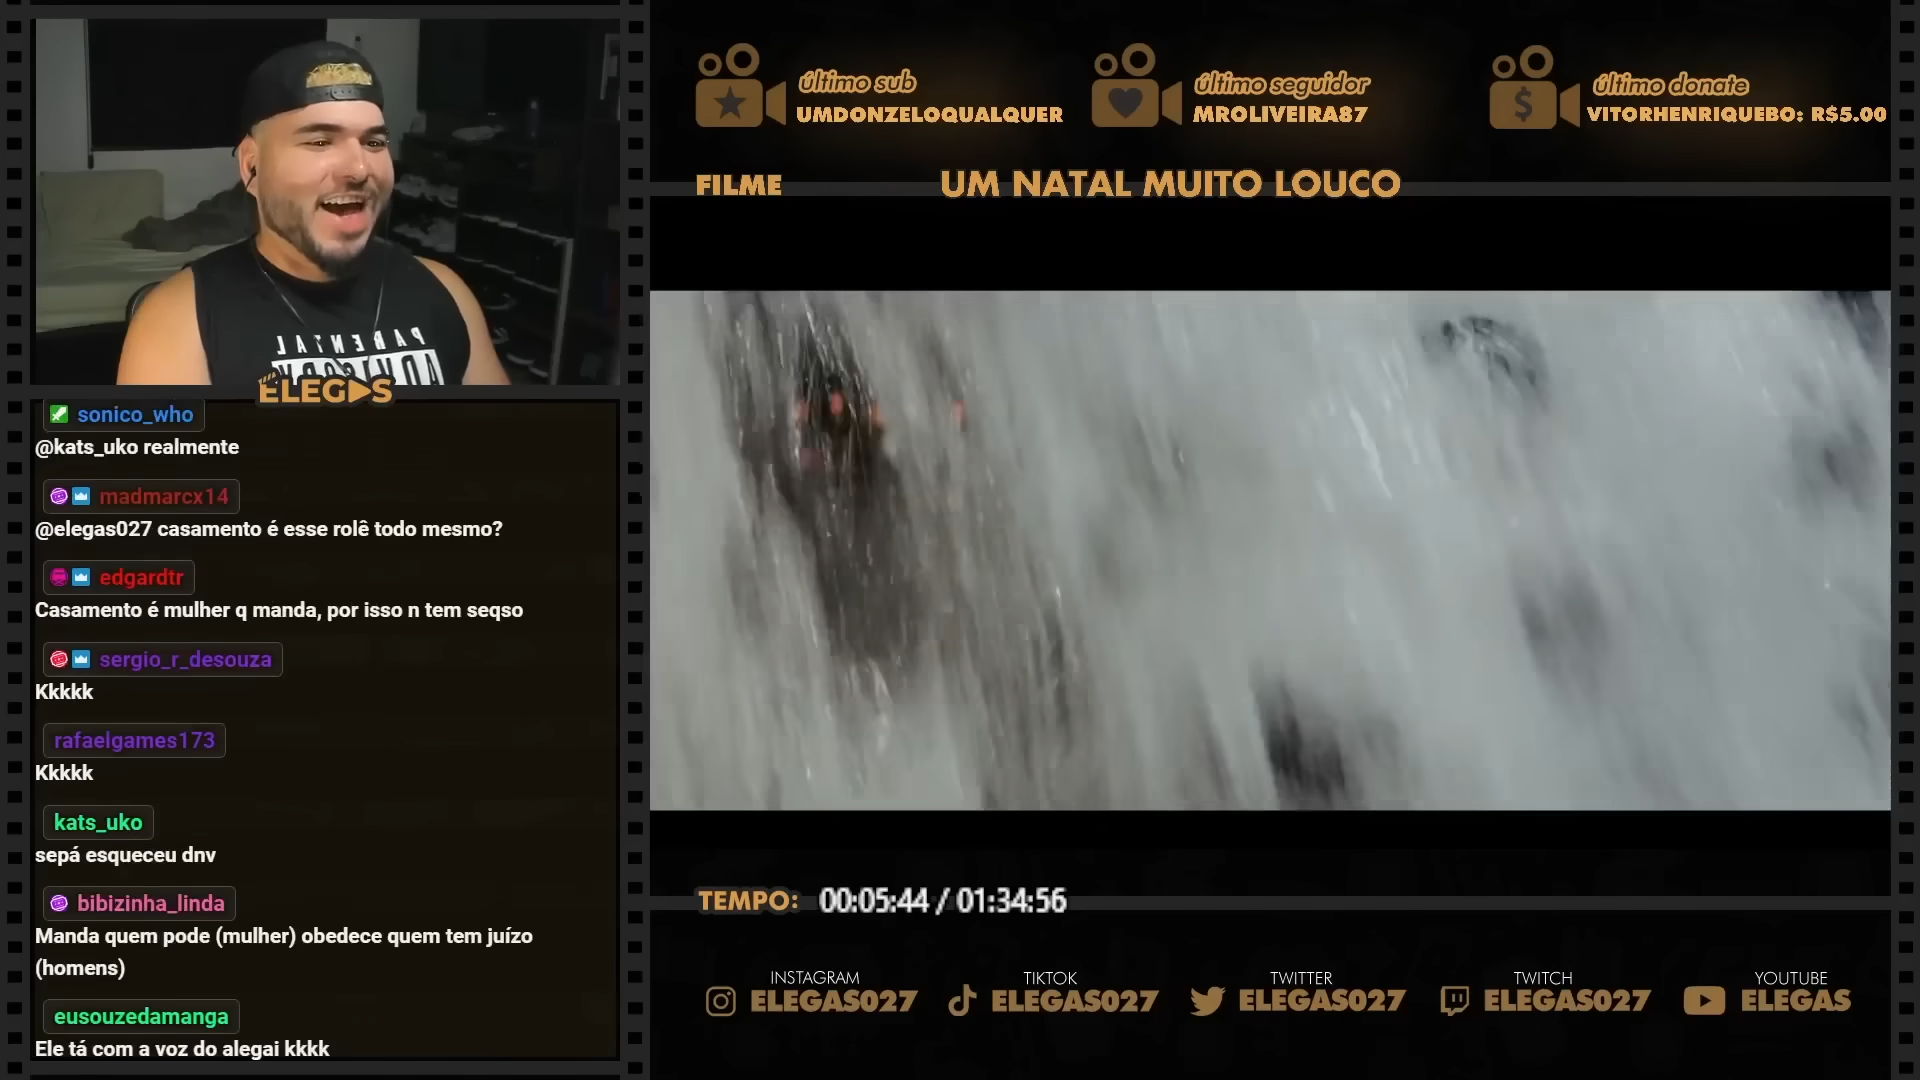 último sub
UMDONZELOQUALQUER
último seguidor
MROLIVEIRA87
último donate
VITORHENRIQUEBO: R$5.00
FILME
UM NATAL MUITO LOUCO
PARENTAL
ADVISORY
ELEGAS
sonico_who
@kats_uko realmente
madmarcx14
@elegas027 casamento é esse rolê todo mesmo?
edgardtr
Casamento é mulher q manda, por isso n tem seqso
sergio_r_desouza
Kkkkk
rafaelgames173
Kkkkk
kats_uko
sepá esqueceu dnv
bibizinha_linda
Manda quem pode (mulher) obedece quem tem juízo
(homens)
eusouzedamanga
Ele tá com a voz do alegai kkkk
TEMPO: 00:05:44 / 01:34:56
INSTAGRAM
ELEGAS027
TIKTOK
ELEGAS027
TWITTER
ELEGAS027
TWITCH
ELEGAS027
YOUTUBE
ELEGAS